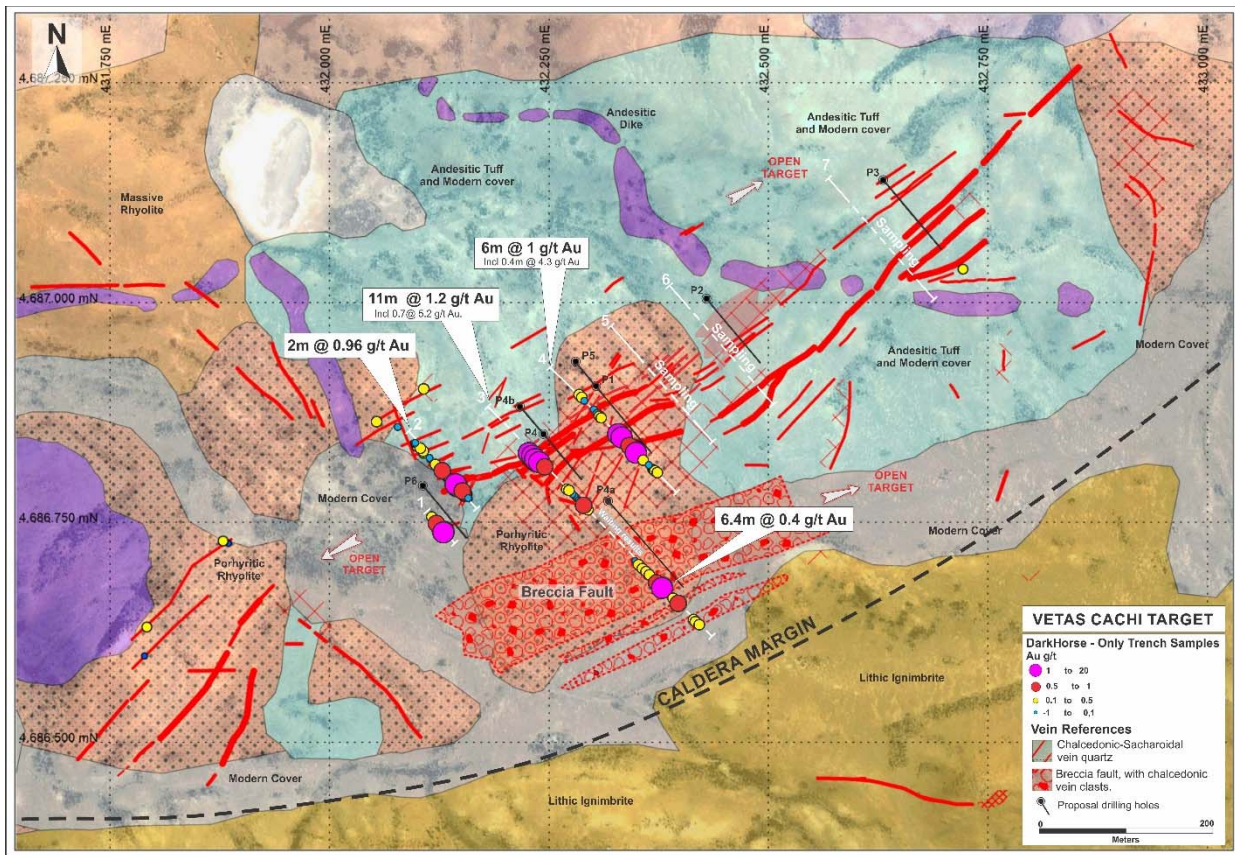 N
431.750 mE
432.000 mE
432.250 mE
432.500 mE
432.750 mE
433.000 mE
4,687.250 mN
Andesitic
Dike
Andesitic Tuff
and Modern cover
Andesitic Tuff
and Modern cover
OPEN
TARGET
7
P3
Massive
Rhyolite
6m @ 1 g/t Au
Incl 0.4m @ 4.3 g/t Au
Sampling
4,687.000 mN
11m @ 1.2 g/t Au
Incl 0.7@ 5.2 g/t Au.
6
P2
2m @ 0.96 g/t Au
5
Sampling
Sampling
Modern Cover
4
P5
P1
Andesitic Tuff
and Modern cover
3
P4b
2
P4
Modern Cover
P6
1
P4a
OPEN
TARGET
4,686.750 mN
Waiting results
6.4m @ 0.4 g/t Au
Modern Cover
Porhyritic
Rhyolite
Porhyritic
Rhyolite
OPEN
TARGET
Breccia Fault
CALDERA MARGIN
Lithic Ignimbrite
4,686.500 mN
Modern Cover
Lithic Ignimbrite
VETAS CACHI TARGET
DarkHorse - Only Trench Samples
Au g/t
1 to 20
0.5 to 1
0.1 to 0.5
-1 to 0,1
Vein References
Chalcedonic-Sacharoidal
vein quartz
Breccia fault, with chalcedonic
vein clasts.
Proposal drilling holes
0 200
Meters